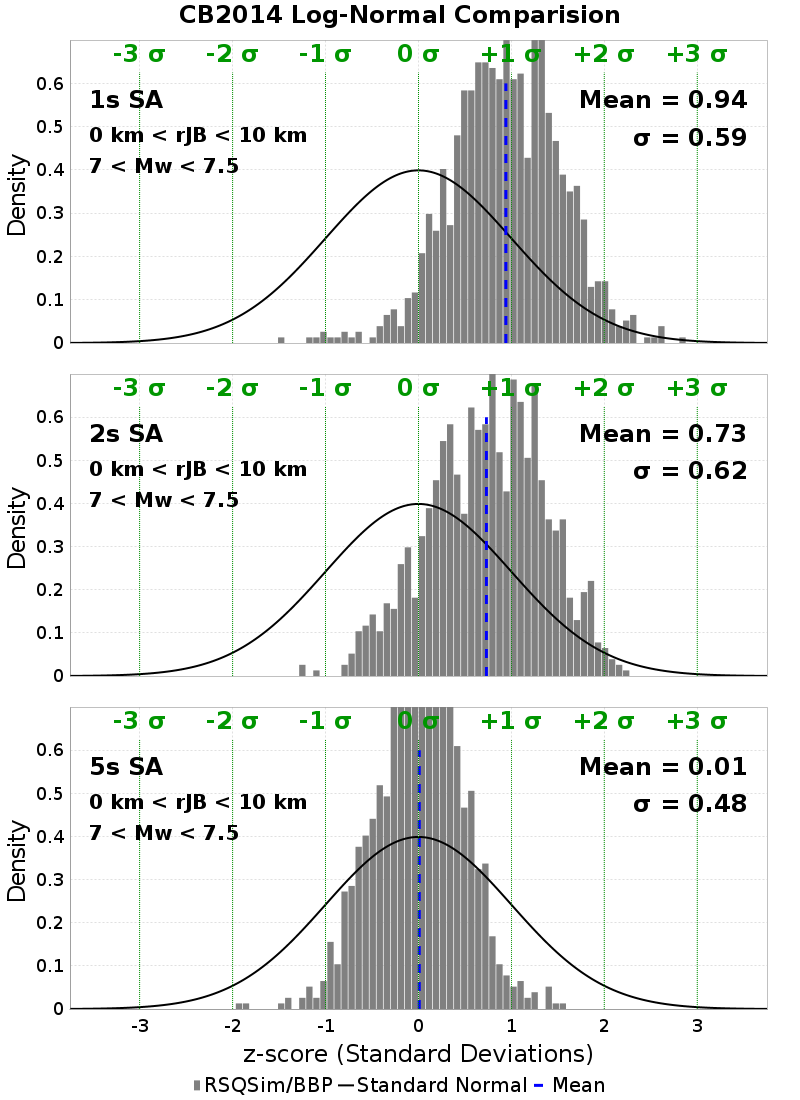 CB2014 Log-Normal Comparision
-3 σ -2 σ -1 σ 0 σ +1 σ +2 σ +3 σ
1s SA
0 km < rJB < 10 km
7 < Mw < 7.5
Mean = 0.94
σ = 0.59
Density
0.6
0.5
0.4
0.3
0.2
0.1
0
-3 σ -2 σ -1 σ 0 σ +1 σ +2 σ +3 σ
2s SA
0 km < rJB < 10 km
7 < Mw < 7.5
Mean = 0.73
σ = 0.62
Density
0.6
0.5
0.4
0.3
0.2
0.1
0
-3 σ -2 σ -1 σ 0 σ +1 σ +2 σ +3 σ
5s SA
0 km < rJB < 10 km
7 < Mw < 7.5
Mean = 0.01
σ = 0.48
Density
0.6
0.5
0.4
0.3
0.2
0.1
0
-3 -2 -1 0 1 2 3
z-score (Standard Deviations)
RSQSim/BBP Standard Normal Mean